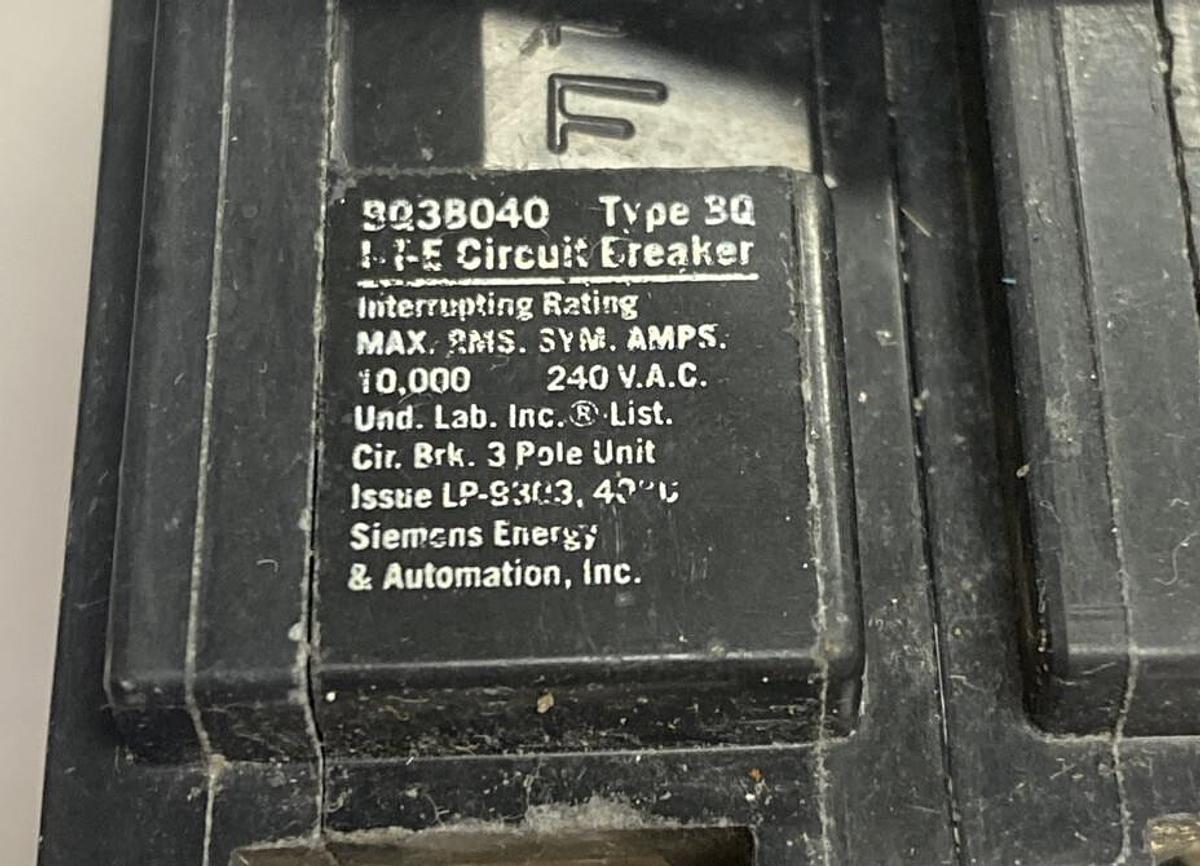 F
BQ3B040 Type BQ
I-T-E Circuit Breaker
Interrupting Rating
MAX. RMS. SYM. AMPS.
10,000 240 V.A.C.
Und. Lab. Inc.® List.
Cir. Brk. 3 Pole Unit
Issue
Siemens Energy
& Automation, Inc.